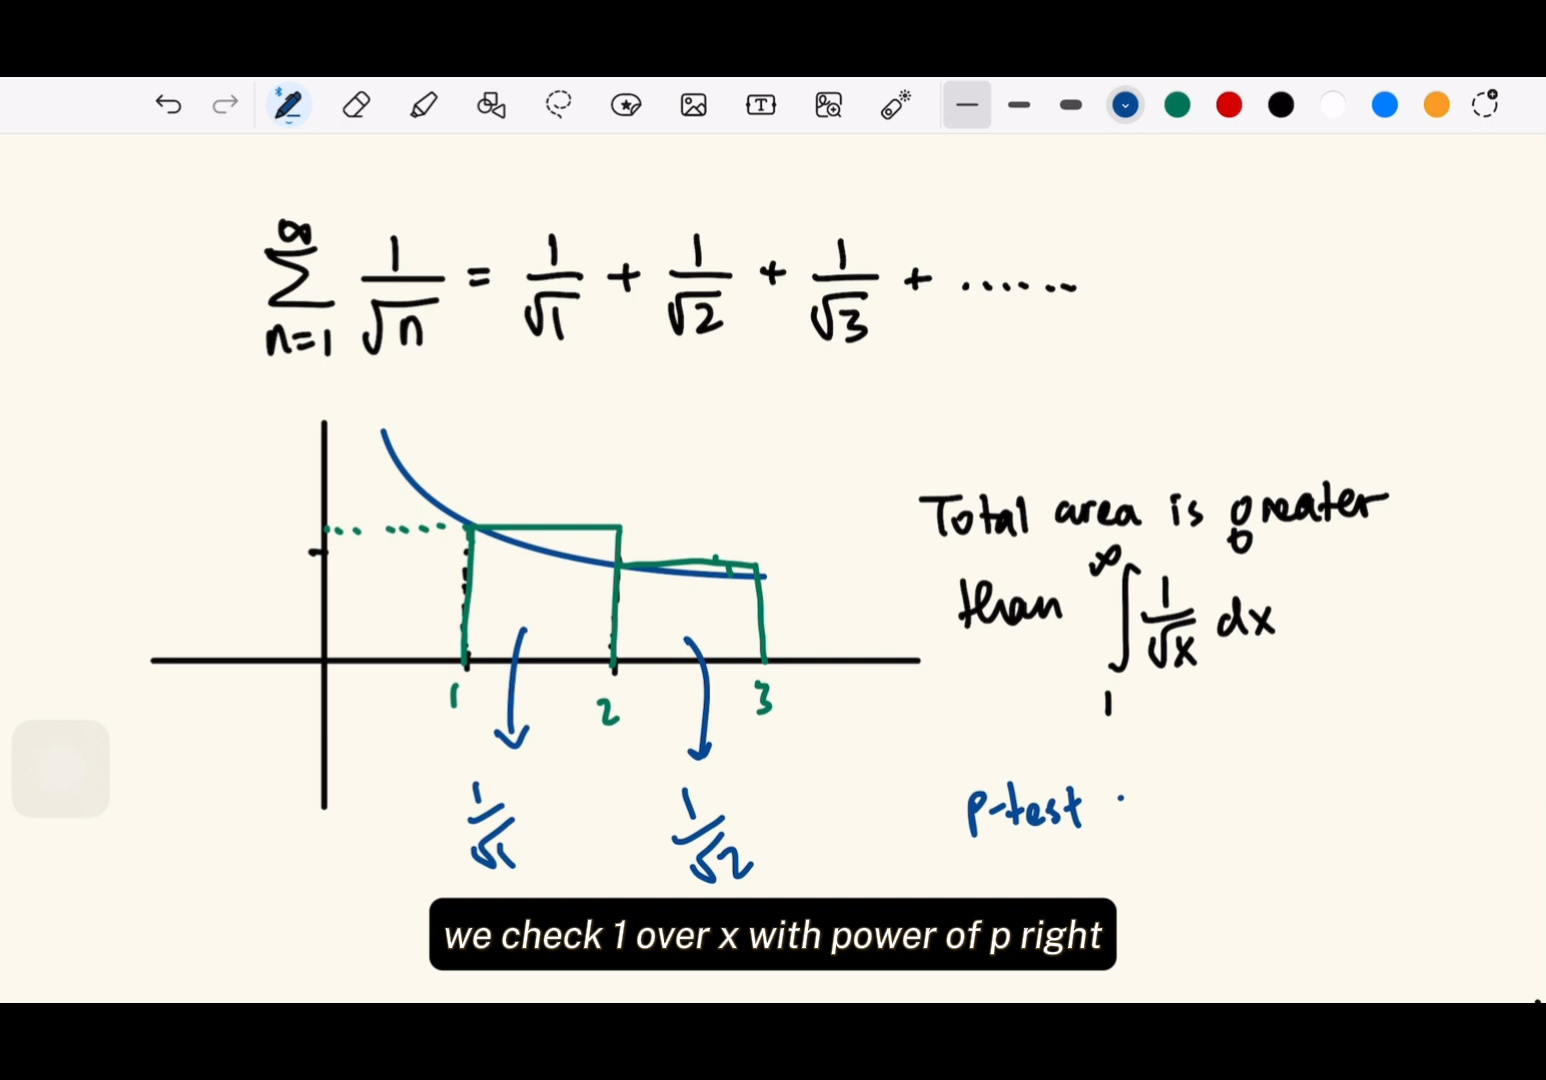 ∞
∑ 1/√n = 1/√1 + 1/√2 + 1/√3 + ......
n=1
Total area is greater
than ∫₁^∞ 1/√x dx
1 2 3
p-test
1/√1 1/√2
we check 1 over x with power of p right